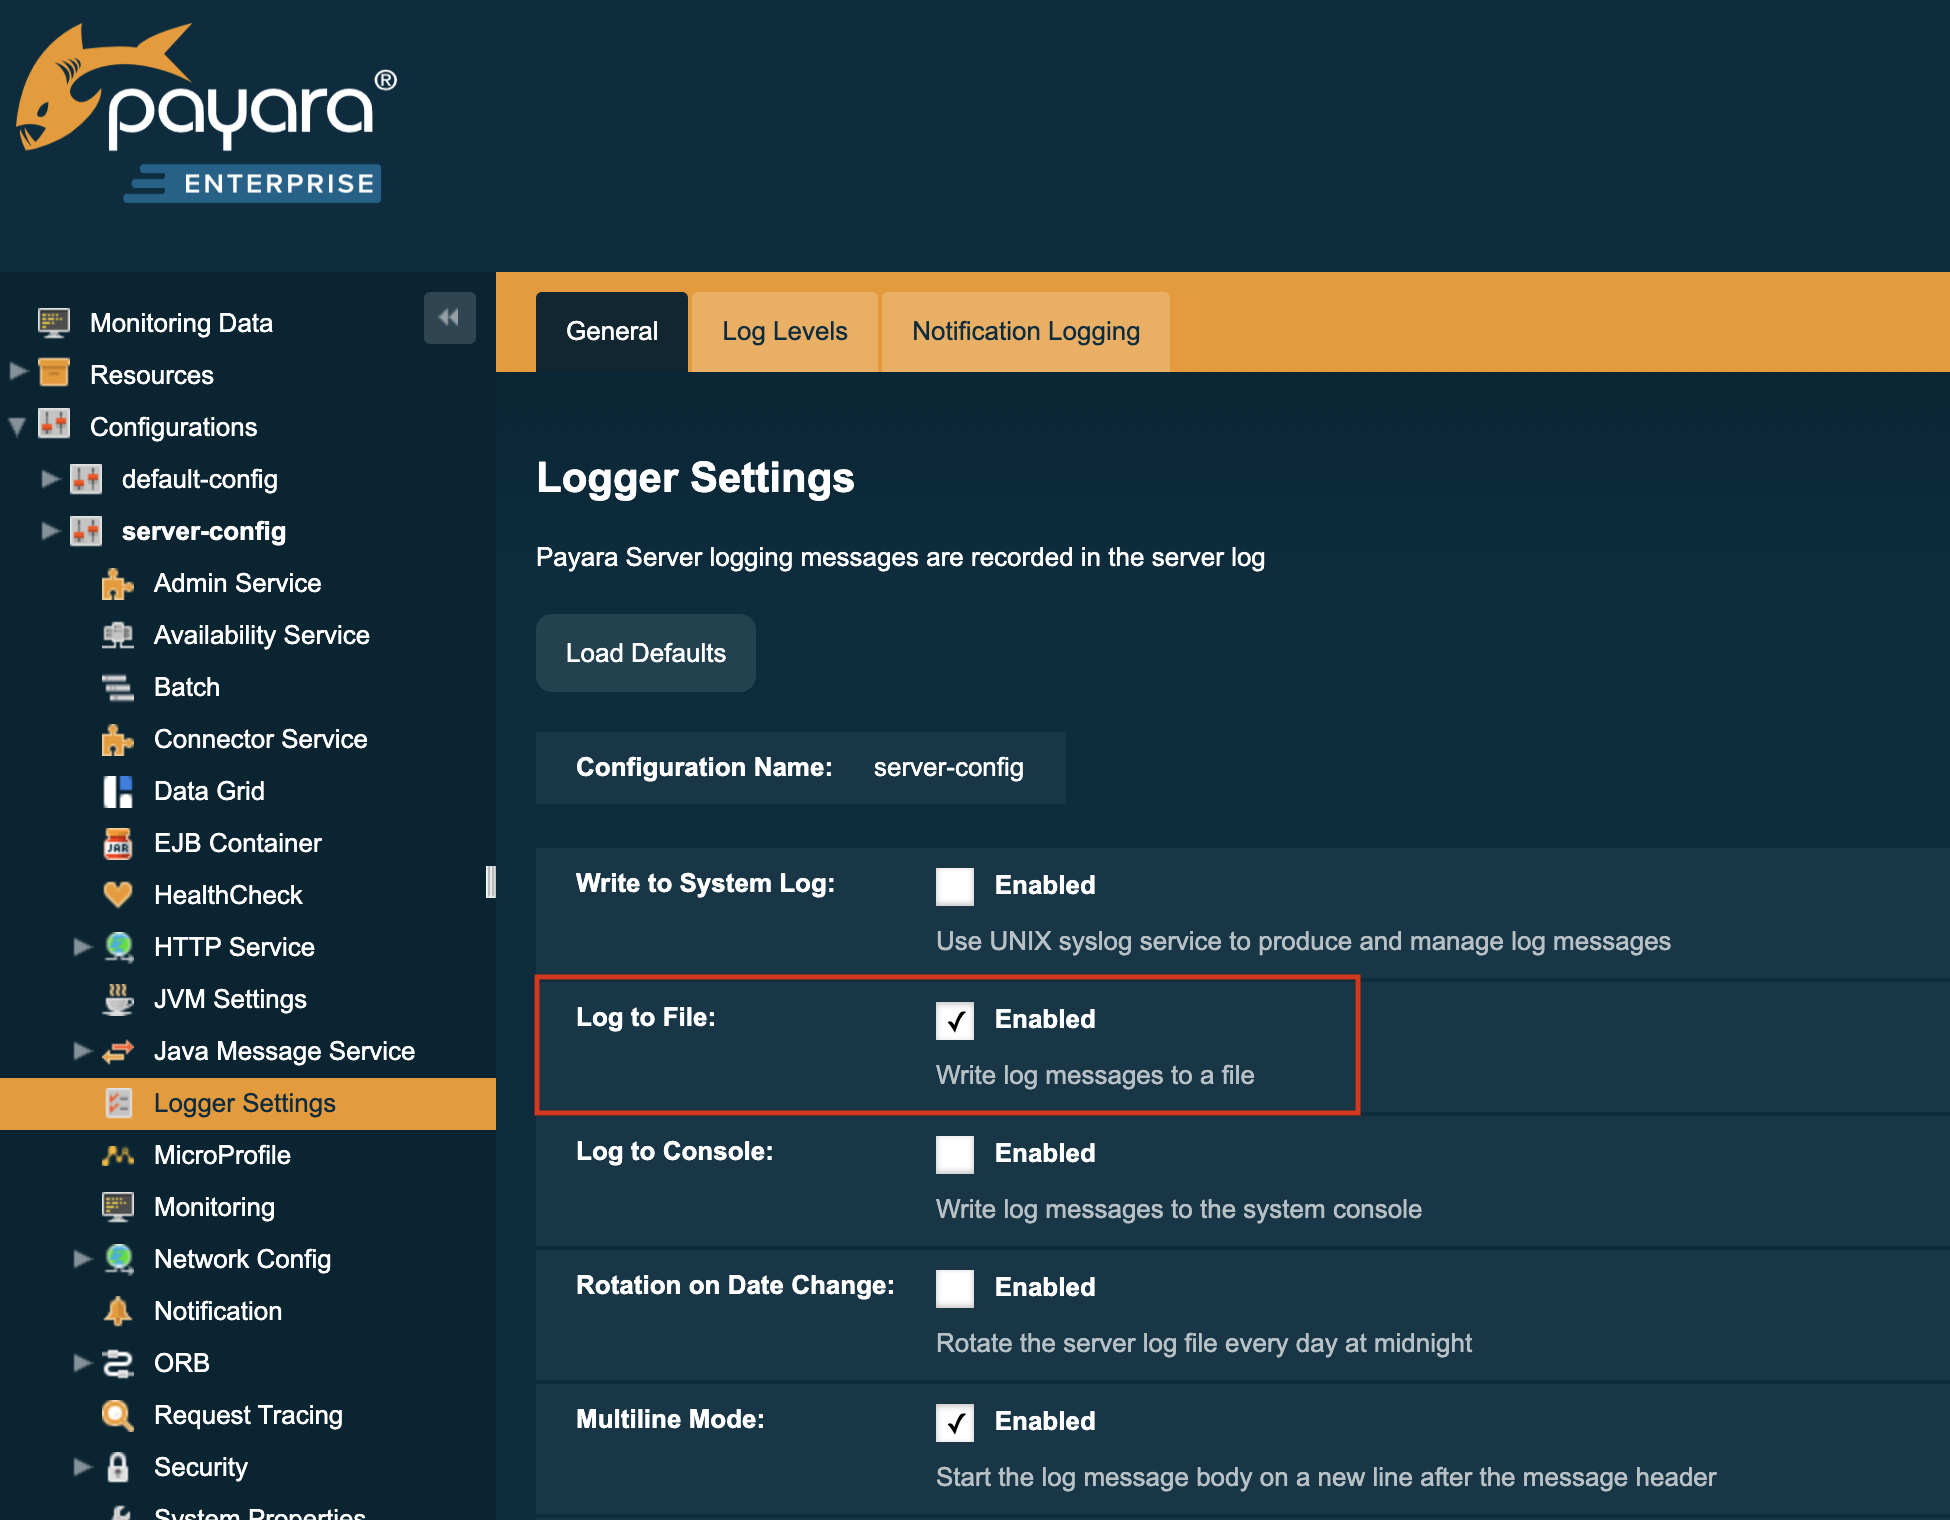 payara®
ENTERPRISE
Monitoring Data
Resources
Configurations
default-config
server-config
Admin Service
Availability Service
Batch
Connector Service
Data Grid
JAR
EJB Container
HealthCheck
HTTP Service
JVM Settings
Java Message Service
Logger Settings
MicroProfile
Monitoring
Network Config
Notification
ORB
Request Tracing
Security
System Properties
General
Log Levels
Notification Logging
Logger Settings
Payara Server logging messages are recorded in the server log
Load Defaults
Configuration Name: server-config
Write to System Log: Enabled
Use UNIX syslog service to produce and manage log messages
Log to File: Enabled
Write log messages to a file
Log to Console: Enabled
Write log messages to the system console
Rotation on Date Change: Enabled
Rotate the server log file every day at midnight
Multiline Mode: Enabled
Start the log message body on a new line after the message header